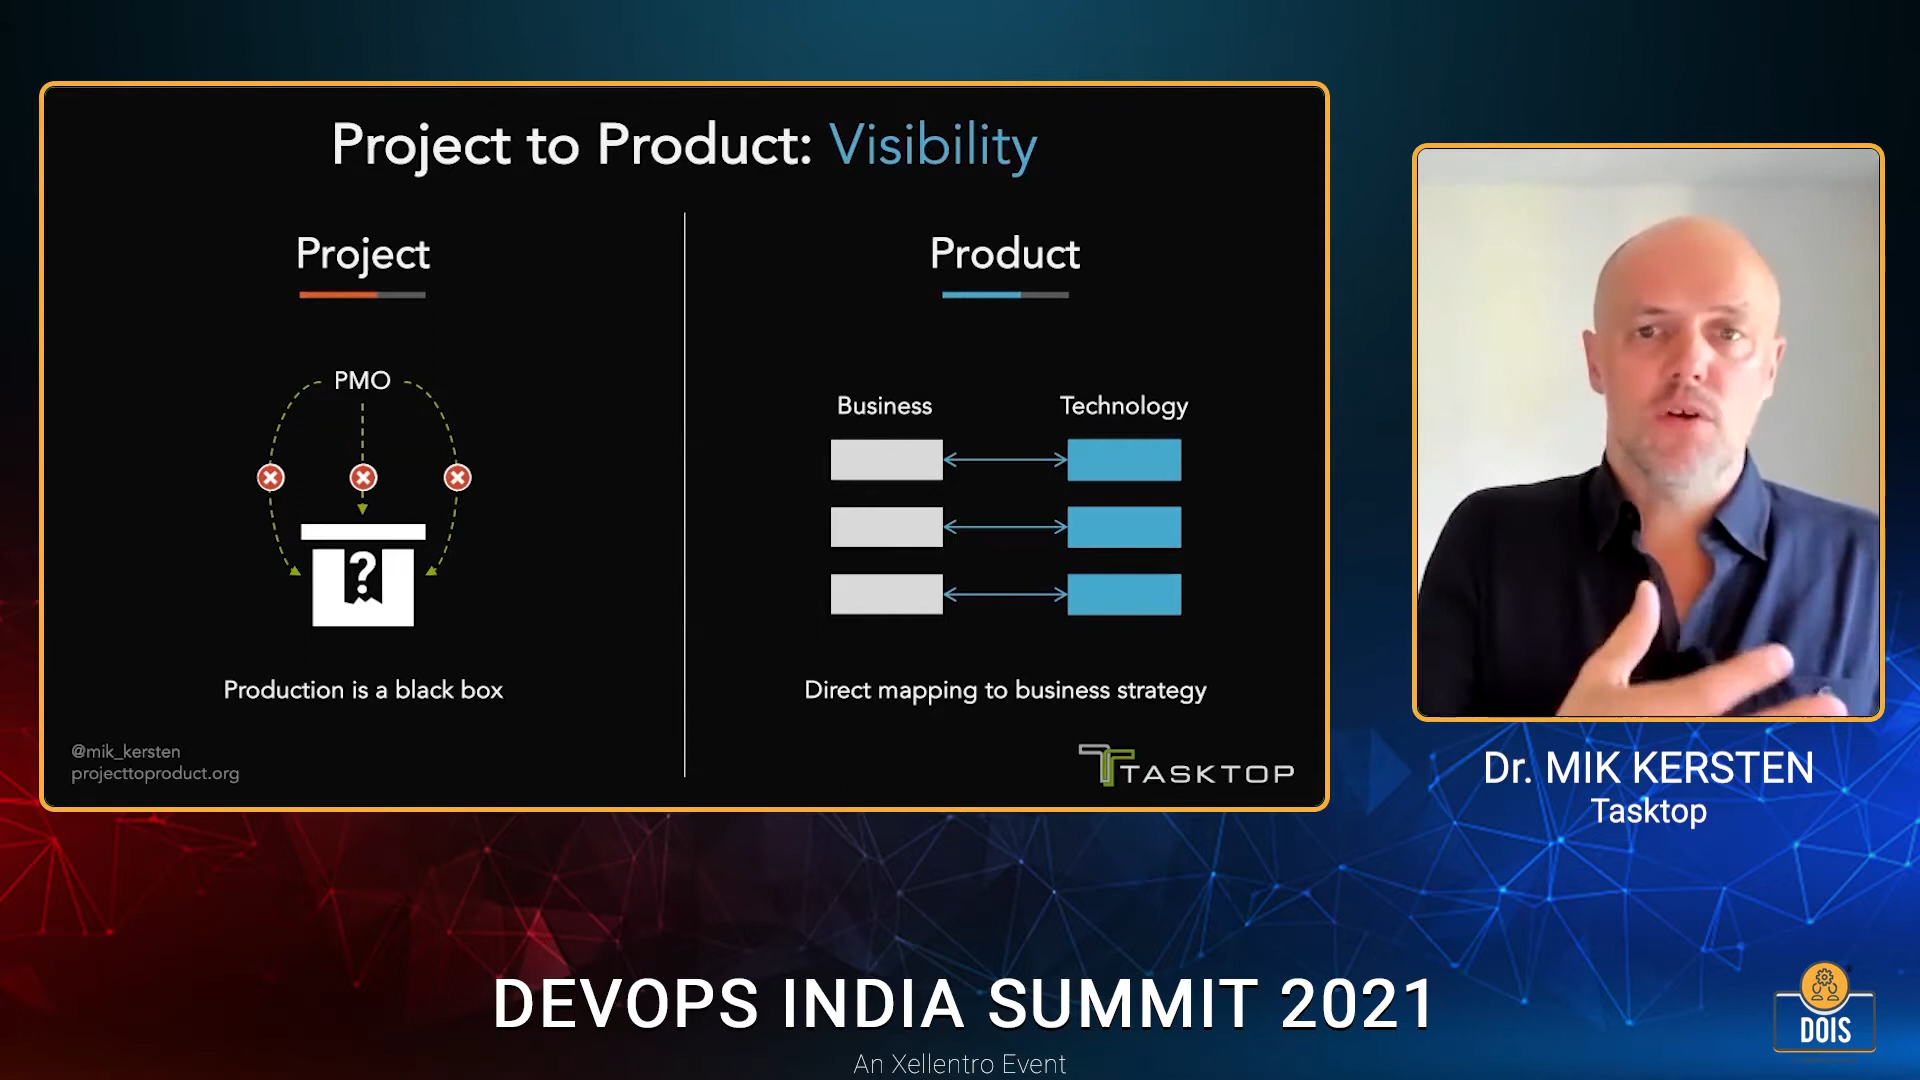 Project to Product: Visibility
Project
PMO
?
Production is a black box
Product
Business
Technology
Direct mapping to business strategy
@mik_kersten
projecttoproduct.org
TASKTOP
Dr. MIK KERSTEN
Tasktop
DEVOPS INDIA SUMMIT 2021
An Xellentro Event
DOIS